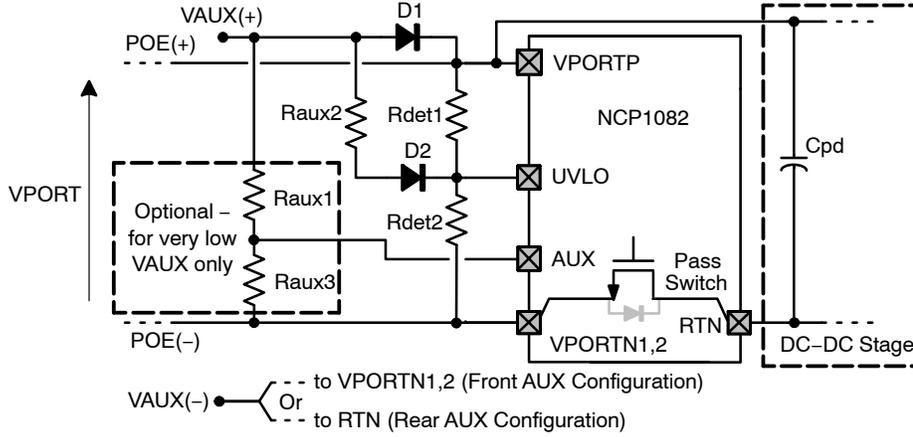 VAUX(+)
D1
POE(+)
VPORTP
NCP1082
Raux2
Rdet1
Cpd
D2
UVLO
VPORT
Optional –
for very low
VAUX only
Raux1
Rdet2
AUX
Pass
Switch
Raux3
RTN
POE(–)
VPORTN1,2
DC–DC Stage
VAUX(–)
to VPORTN1,2 (Front AUX Configuration)
Or
to RTN (Rear AUX Configuration)